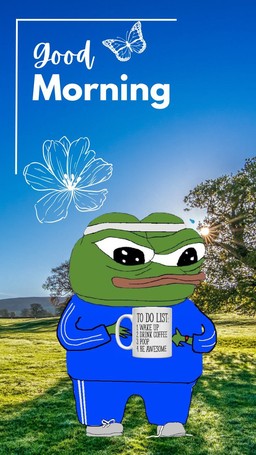 Good
Morning
TO DO LIST
1. WAKE UP
2. DRINK COFFEE
3. POOP
4. BE AWESOME